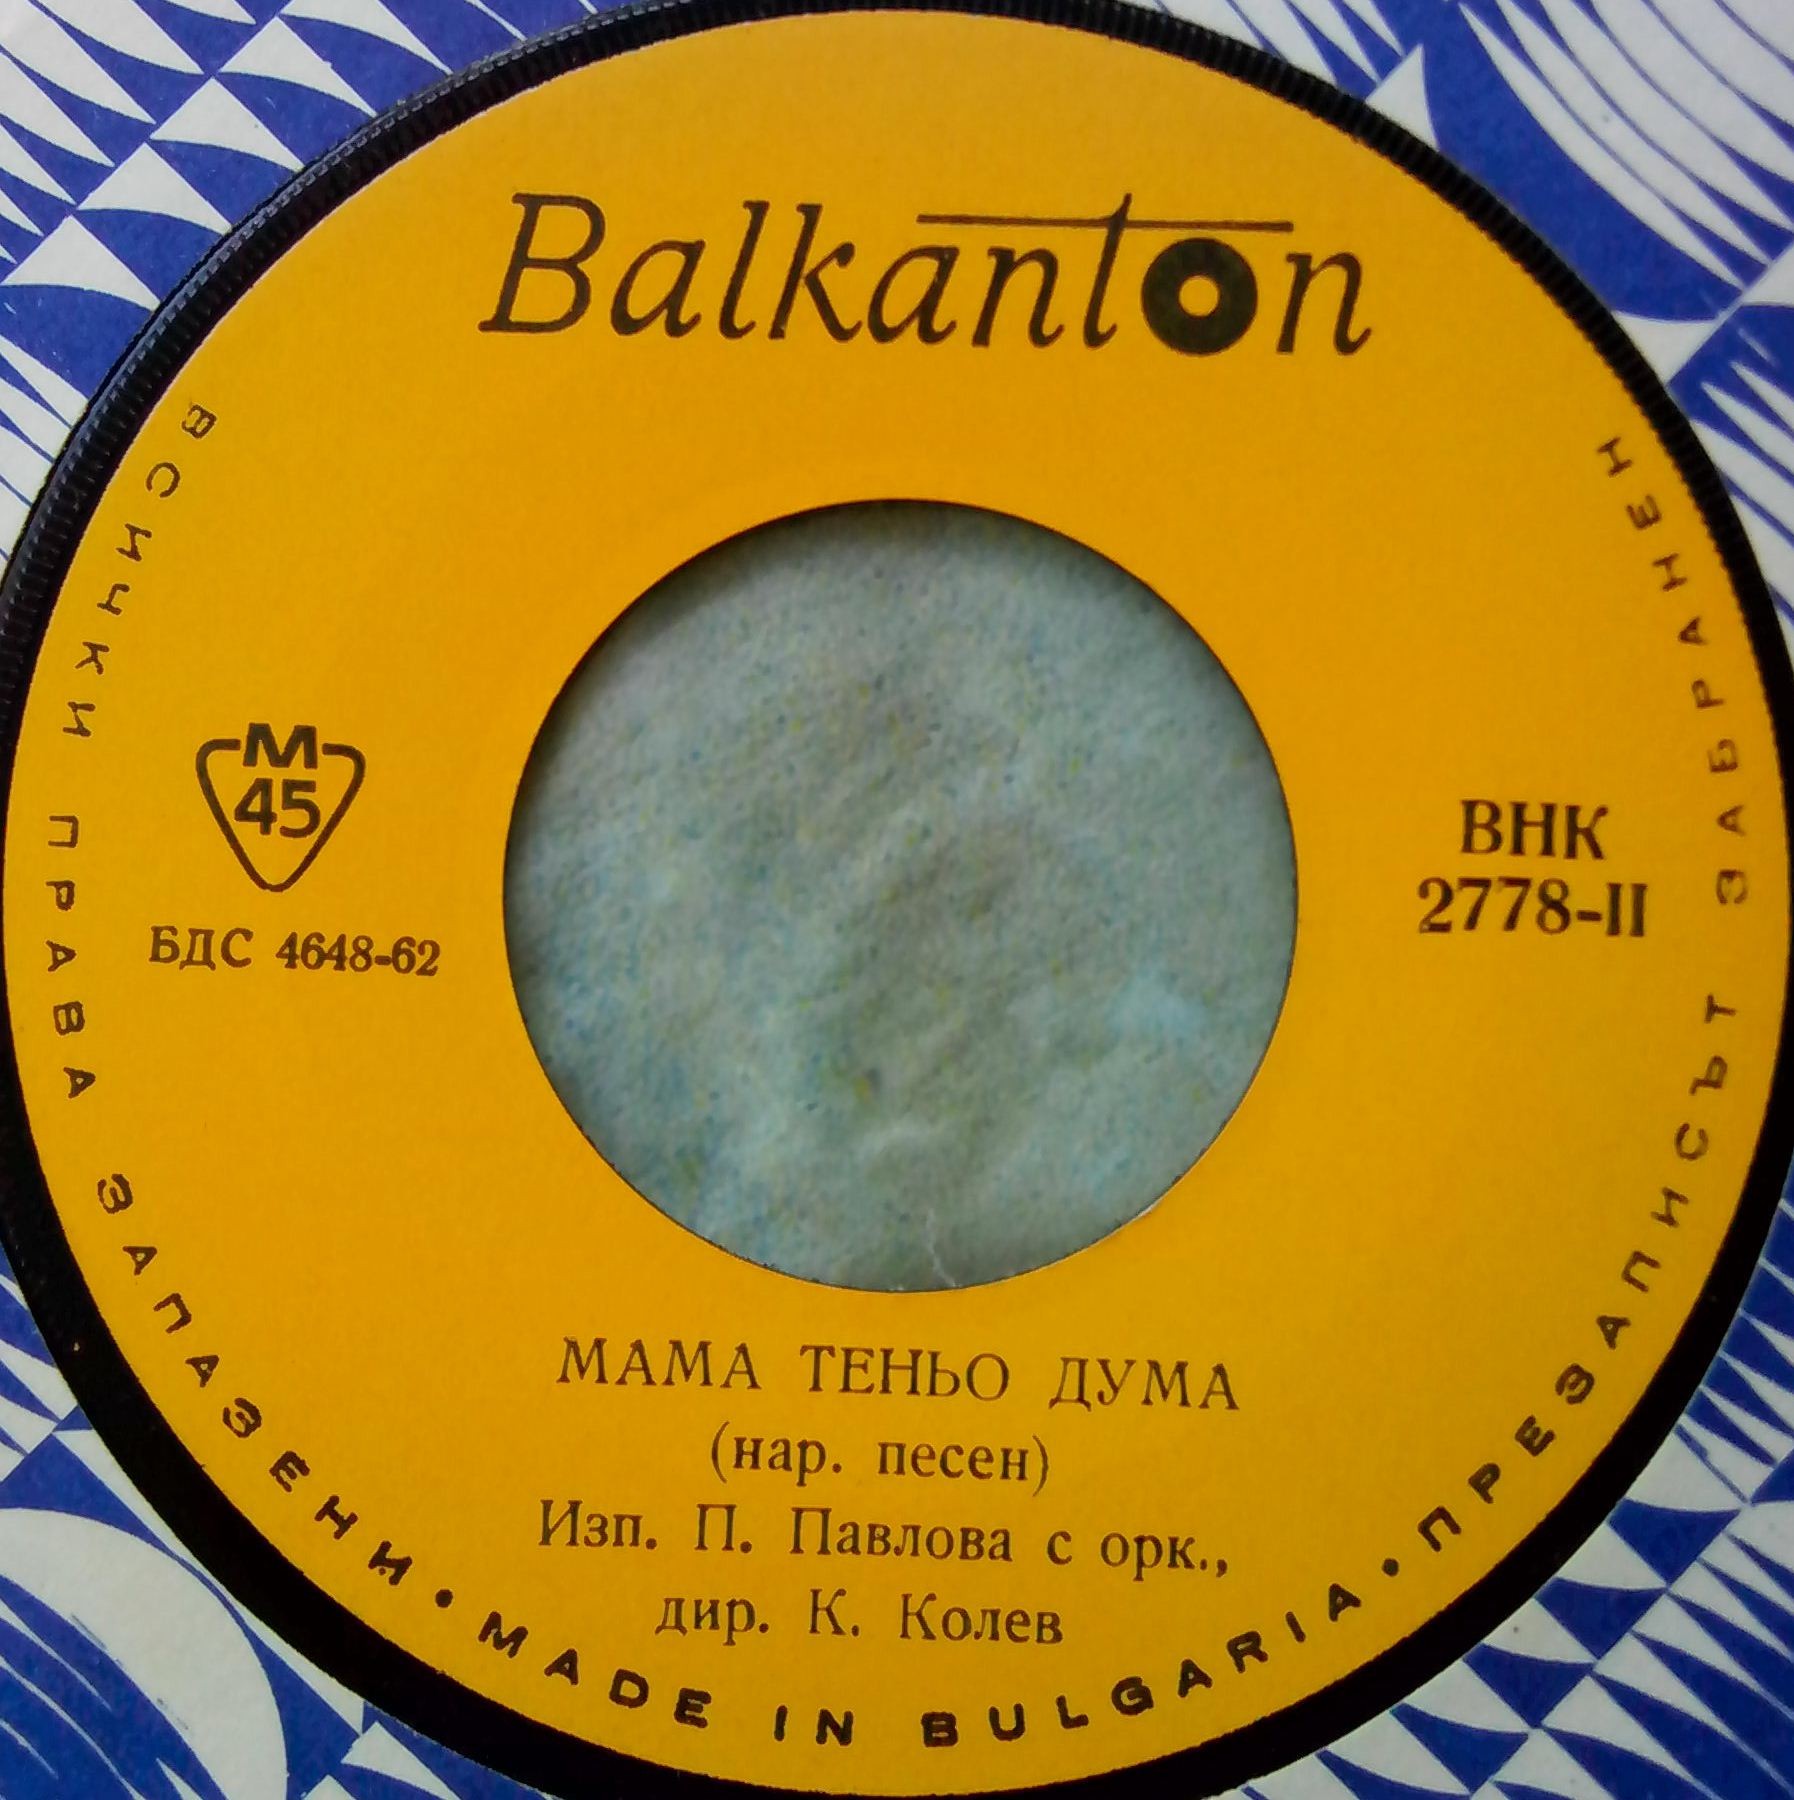 Balkanton
М
45
БДС 4648-62
ВНК
2778-II
МАМА ТЕНЬО ДУМА
(нар. песен)
Изп. П. Павлова с орк.,
дир. К. Колев
ВСИЧКИ ПРАВА ЗАПАЗЕНИ • MADE IN BULGARIA • ПРЕЗАПИСЪТ ЗАБРАНЕН